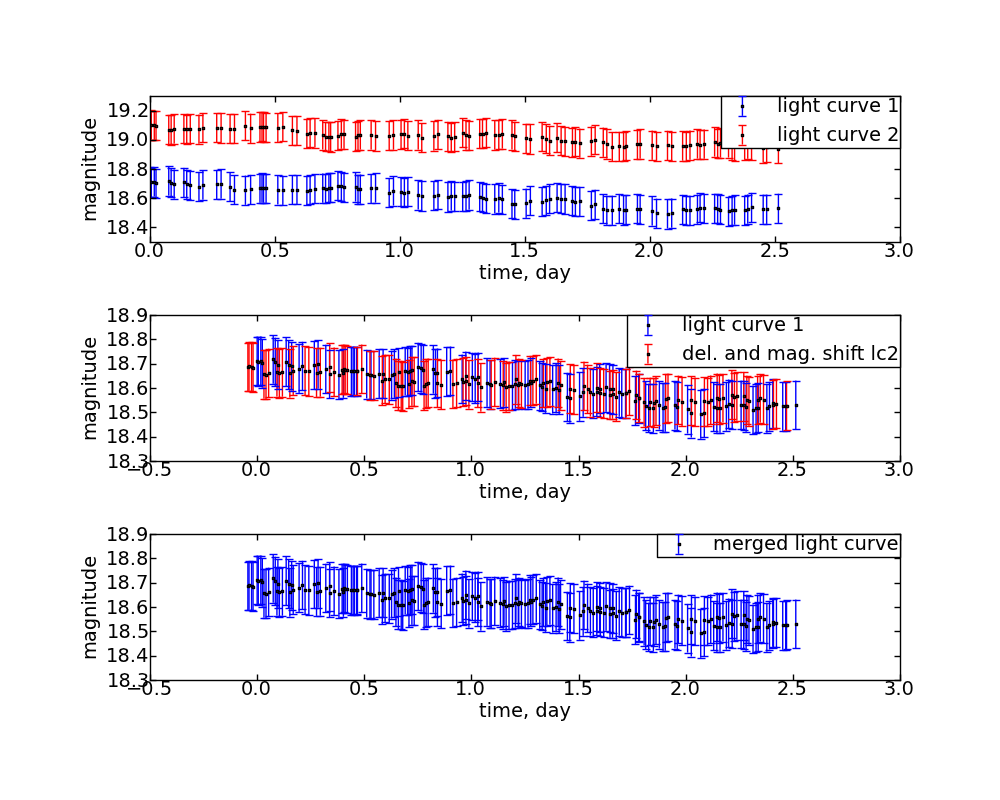 19.2
19.0
18.8
18.6
18.4
magnitude
light curve 1
light curve 2
0.0 0.5 1.0 1.5 2.0 2.5 3.0
time, day
18.9
18.8
18.7
18.6
18.5
18.4
18.3
magnitude
light curve 1
del. and mag. shift lc2
−0.5 0.0 0.5 1.0 1.5 2.0 2.5 3.0
time, day
18.9
18.8
18.7
18.6
18.5
18.4
18.3
magnitude
merged light curve
−0.5 0.0 0.5 1.0 1.5 2.0 2.5 3.0
time, day